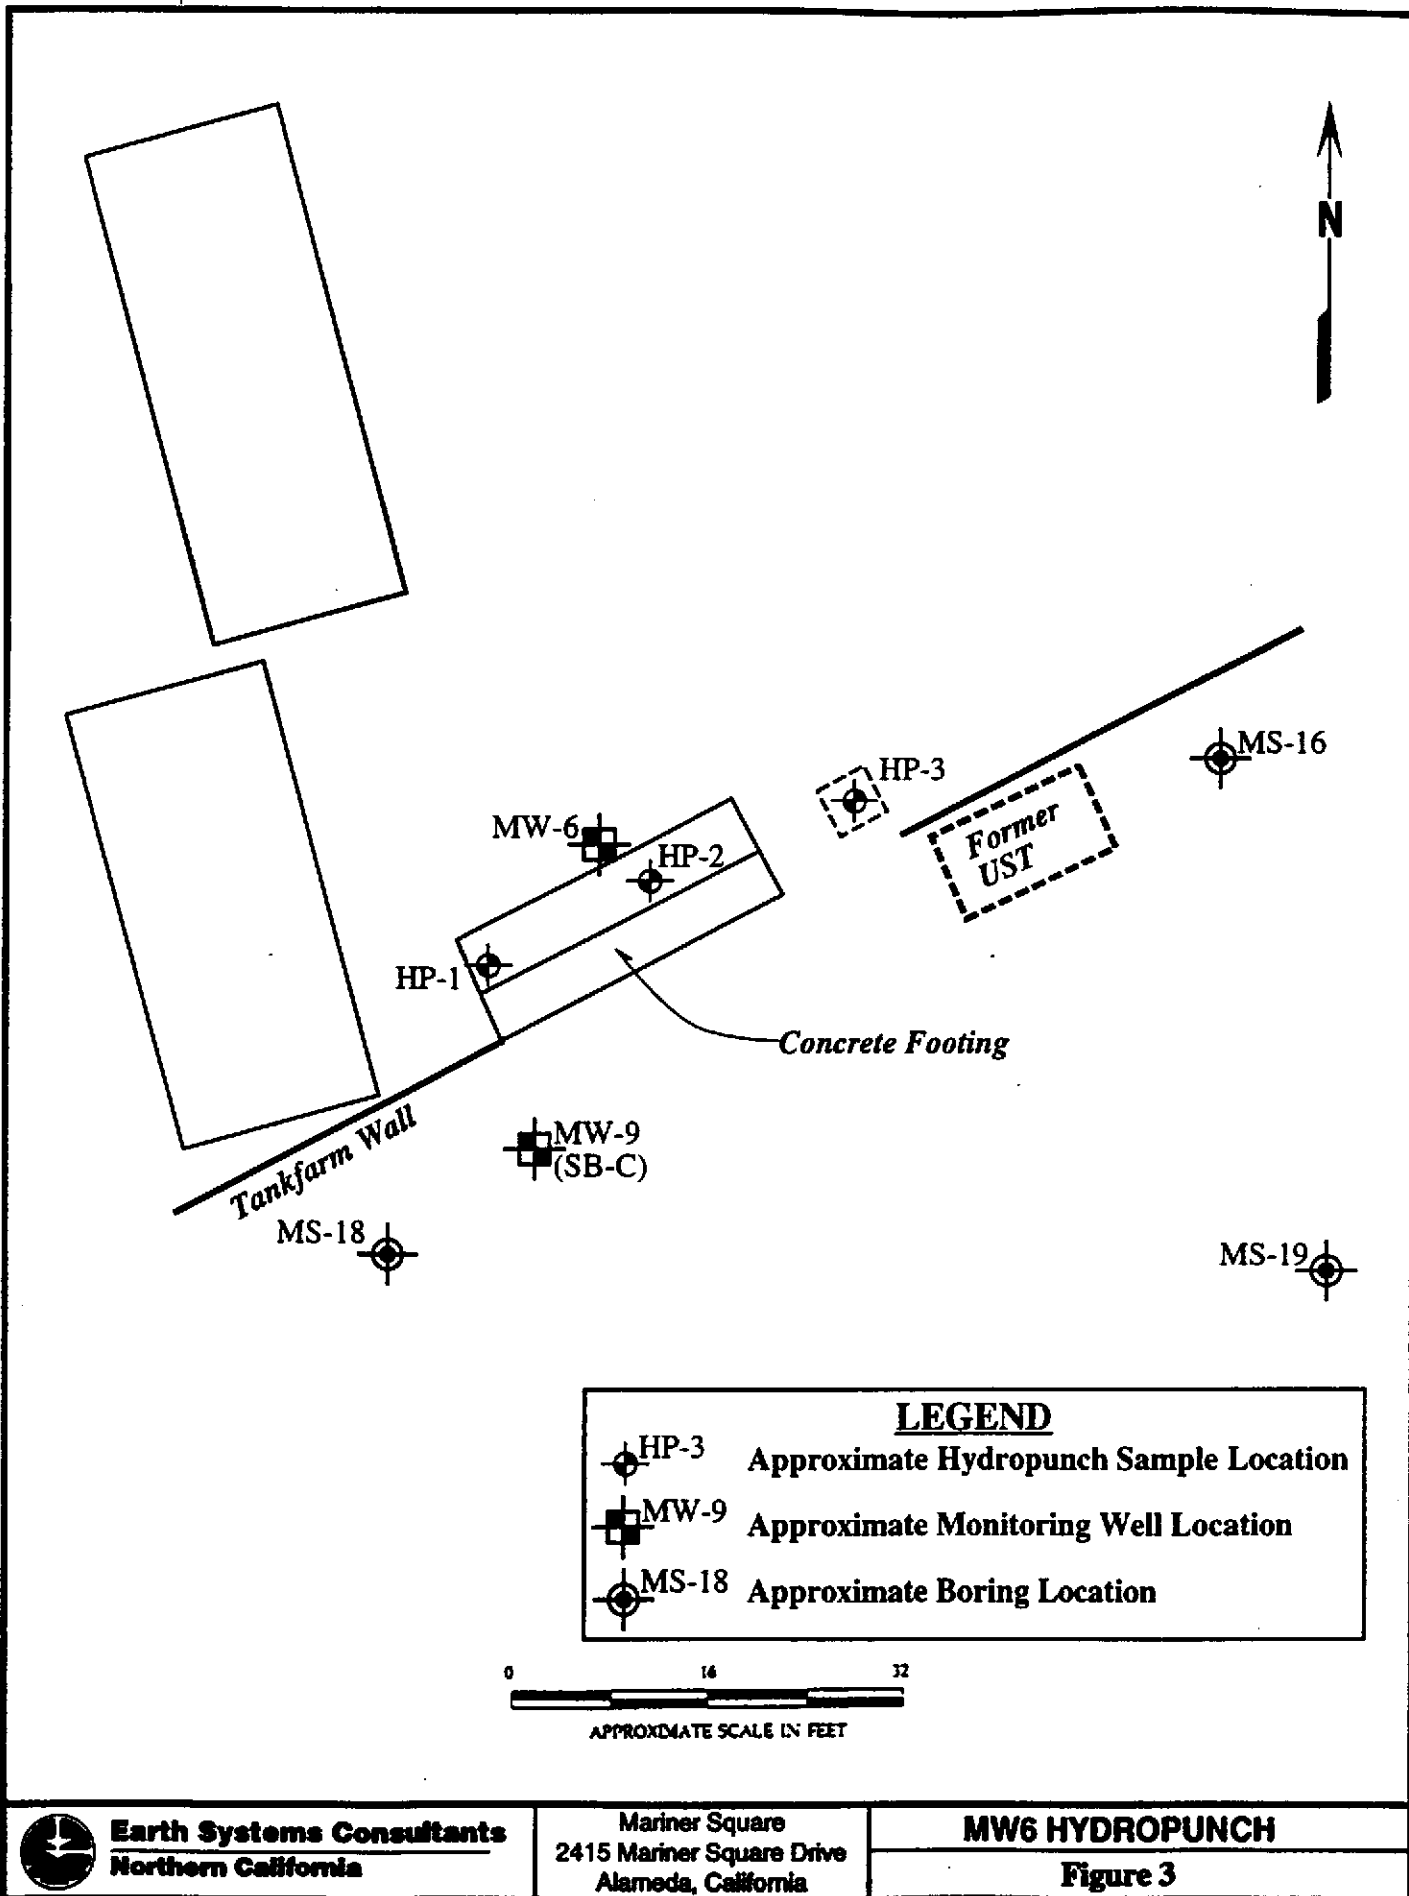 N
MS-16
HP-3
Former
UST
MW-6
HP-2
HP-1
Concrete Footing
Tankfarm Wall
MW-9
(SB-C)
MS-18
MS-19
LEGEND
HP-3 Approximate Hydropunch Sample Location
MW-9 Approximate Monitoring Well Location
MS-18 Approximate Boring Location
0 16 32
APPROXIMATE SCALE IN FEET
Earth Systems Consultants
Northern California
Mariner Square
2415 Mariner Square Drive
Alameda, California
MW6 HYDROPUNCH
Figure 3